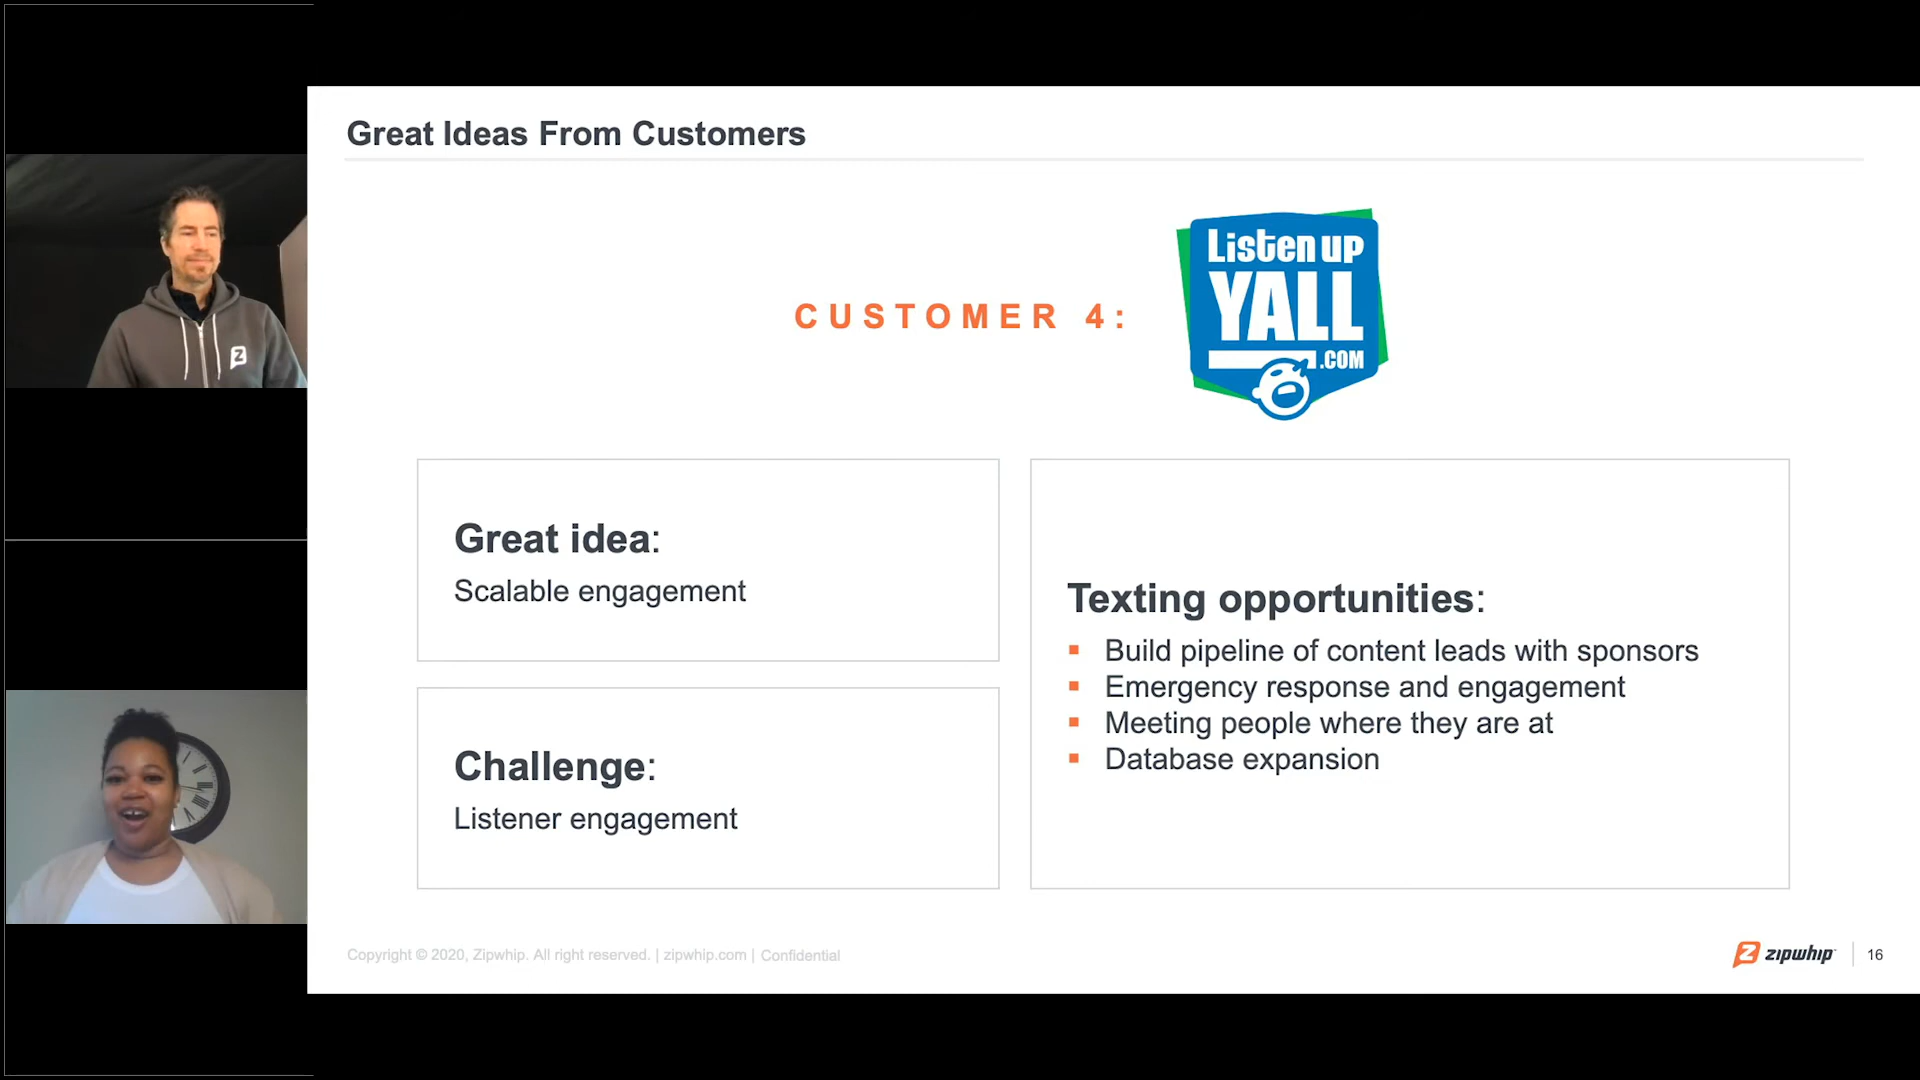 Great Ideas From Customers
CUSTOMER 4:
Listen up
YALL
.COM
Great idea:
Scalable engagement
Challenge:
Listener engagement
Texting opportunities:
Build pipeline of content leads with sponsors
Emergency response and engagement
Meeting people where they are at
Database expansion
Copyright © 2020, Zipwhip. All right reserved. | zipwhip.com | Confidential
zipwhip
16